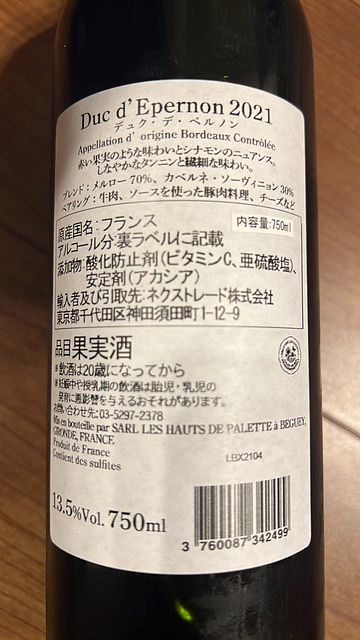 Duc d'Epernon 2021
デュク・デ・ペルノン
Appellation d'origine Bordeaux Contrôlée
赤い果実のような味わいとシナモンのニュアンス。
しなやかなタンニンと繊細な味わい。
ブレンド：メルロー 70%、カベルネ・ソーヴィニョン 30%
ペアリング：牛肉、ソースを使った豚肉料理、チーズなど
原産国名：フランス
内容量：750ml
アルコール分：裏ラベルに記載
添加物：酸化防止剤（ビタミンC、亜硫酸塩）、
安定剤（アカシア）
輸入者及び引取先：ネクストレード株式会社
東京都千代田区神田須田町1-12-9
品目 果実酒
＊飲酒は20歳になってから
＊妊娠中や授乳期の飲酒は胎児・乳児の
発育に悪影響を与えるおそれがあります。
お問い合わせ先：03-5297-2378
Mis en bouteille par SARL LES HAUTS DE PALETTE à BEGUEY,
GIRONDE, FRANCE
Produit de France
Contient des sulfites
LBX2104
13.5%Vol. 750ml
3 760087 342499